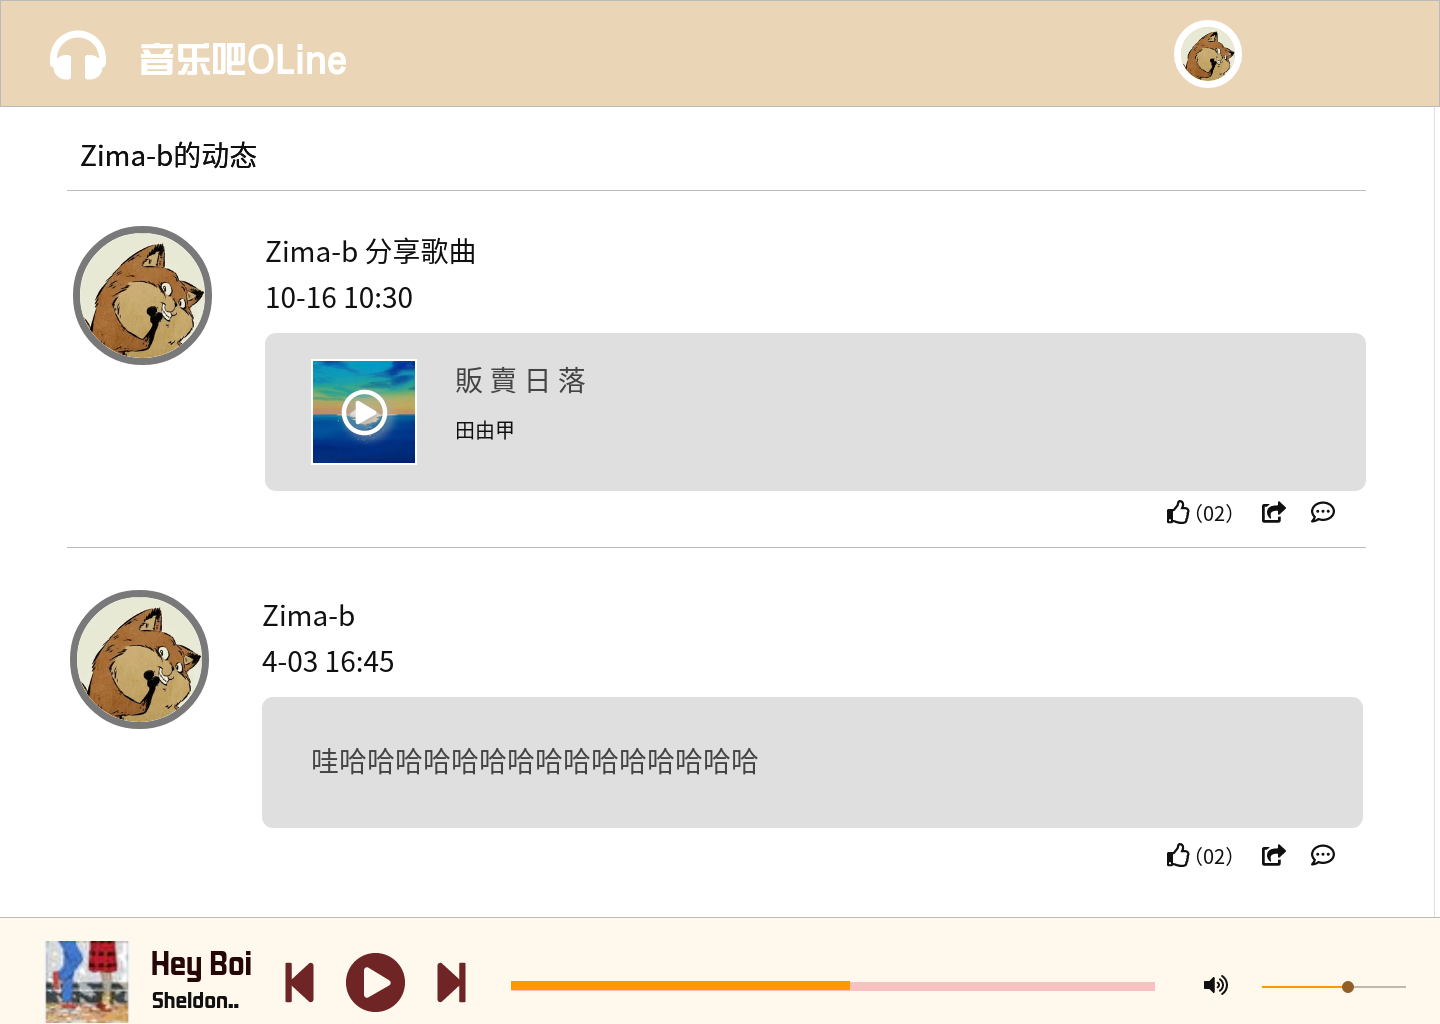 音乐吧OLine
Zima-b的动态
Zima-b 分享歌曲
10-16 10:30
販 賣 日 落
田由甲
（02）
Zima-b
4-03 16:45
哇哈哈哈哈哈哈哈哈哈哈哈哈哈哈哈
（02）
Hey Boi
Sheldon..